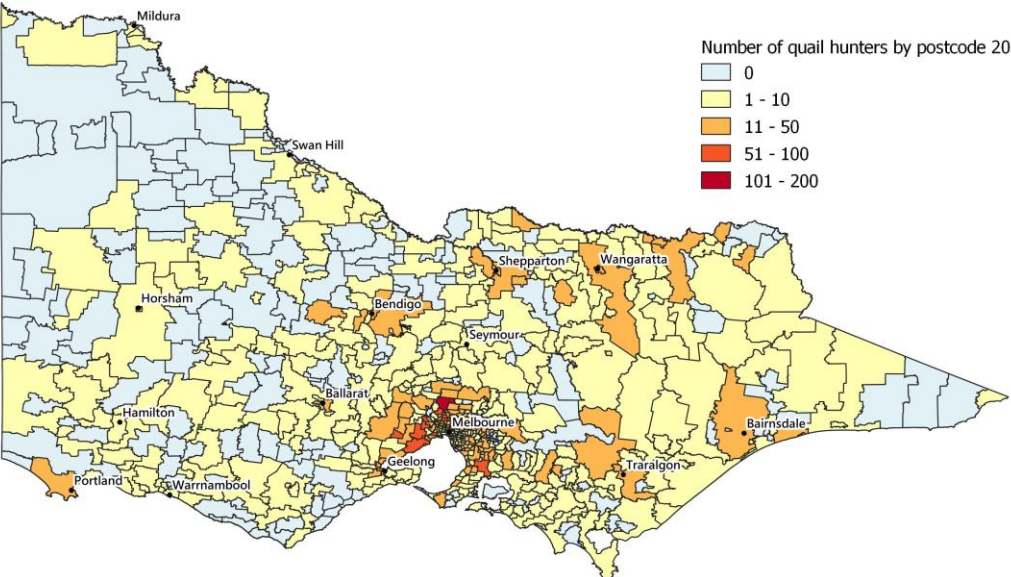 Mildura
Number of quail hunters by postcode 20
0
1 - 10
11 - 50
51 - 100
101 - 200
Swan Hill
Shepparton
Wangaratta
Horsham
Bendigo
Seymour
Ballarat
Hamilton
Melbourne
Bairnsdale
Geelong
Traralgon
Portland
Warrnambool